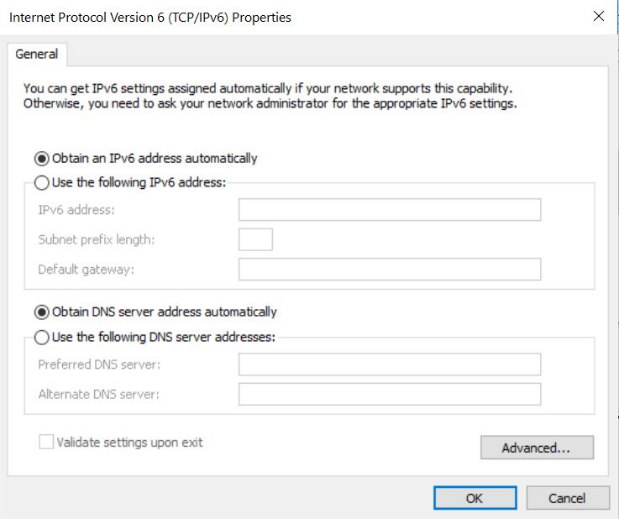 Internet Protocol Version 6 (TCP/IPv6) Properties
General
You can get IPv6 settings assigned automatically if your network supports this capability.
Otherwise, you need to ask your network administrator for the appropriate IPv6 settings.
Obtain an IPv6 address automatically
Use the following IPv6 address:
IPv6 address:
Subnet prefix length:
Default gateway:
Obtain DNS server address automatically
Use the following DNS server addresses:
Preferred DNS server:
Alternate DNS server:
Validate settings upon exit
Advanced...
OK
Cancel